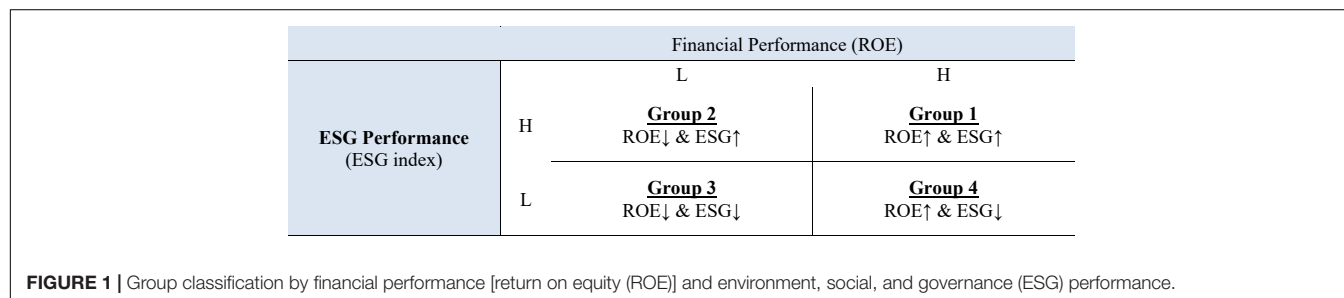 Financial Performance (ROE)
L H
ESG Performance
(ESG index)
H
Group 2
ROE↓ & ESG↑
Group 1
ROE↑ & ESG↑
L
Group 3
ROE↓ & ESG↓
Group 4
ROE↑ & ESG↓
FIGURE 1 | Group classification by financial performance [return on equity (ROE)] and environment, social, and governance (ESG) performance.